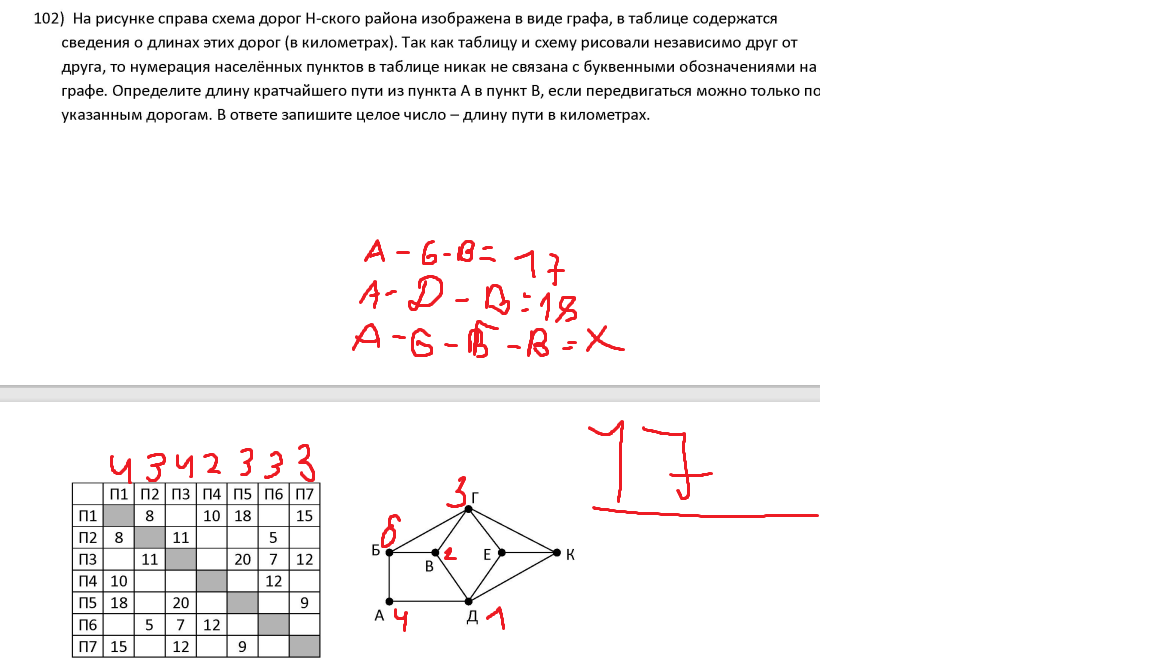 102) На рисунке справа схема дорог Н-ского района изображена в виде графа, в таблице содержатся
сведения о длинах этих дорог (в километрах). Так как таблицу и схему рисовали независимо друг от
друга, то нумерация населённых пунктов в таблице никак не связана с буквенными обозначениями на
графе. Определите длину кратчайшего пути из пункта А в пункт В, если передвигаться можно только по
указанным дорогам. В ответе запишите целое число – длину пути в километрах.
А - Б - В = 17
А - Д - В = 18
А - Б - - В = X
17
4 3 4 2 3 3 3
П1 П2 П3 П4 П5 П6 П7
П1 8 10 18 15
П2 8 11 5
П3 11 20 7 12
П4 10 12
П5 18 20 9
П6 5 7 12
П7 15 12 9
3 Г
6
Б В 2 Е К
А 4 Д 1